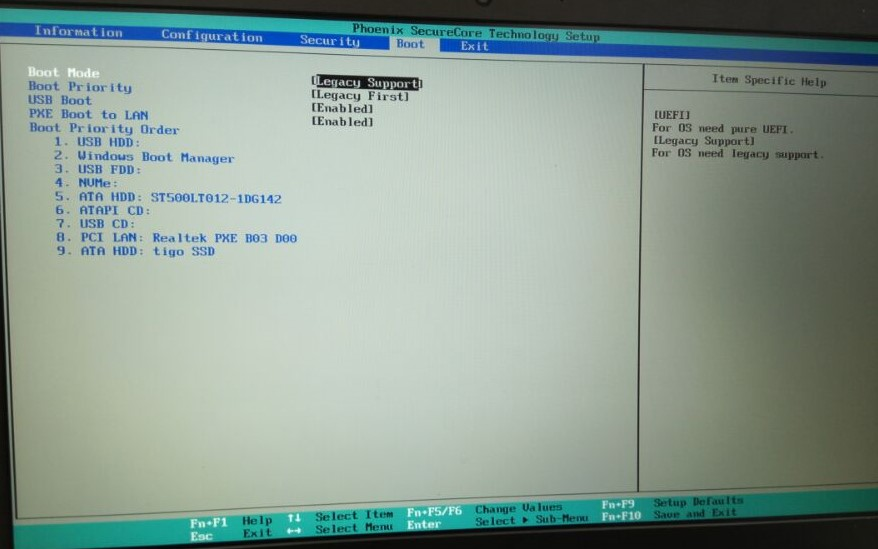 Phoenix SecureCore Technology Setup
Information Configuration Security Boot Exit
Boot Mode [Legacy Support]
Boot Priority [Legacy First]
USB Boot [Enabled]
PXE Boot to LAN [Enabled]
Boot Priority Order
1. USB HDD:
2. Windows Boot Manager
3. USB FDD:
4. NVMe:
5. ATA HDD: ST500LT012-1DG142
6. ATAPI CD:
7. USB CD:
8. PCI LAN: Realtek PXE B03 D00
9. ATA HDD: tigo SSD
Item Specific Help
[UEFI]
For OS need pure UEFI.
[Legacy Support]
For OS need legacy support.
Fn+F1 Help ↑↓ Select Item Fn+F5/F6 Change Values Fn+F9 Setup Defaults
Esc Exit ←→ Select Menu Enter Select ▶ Sub-Menu Fn+F10 Save and Exit